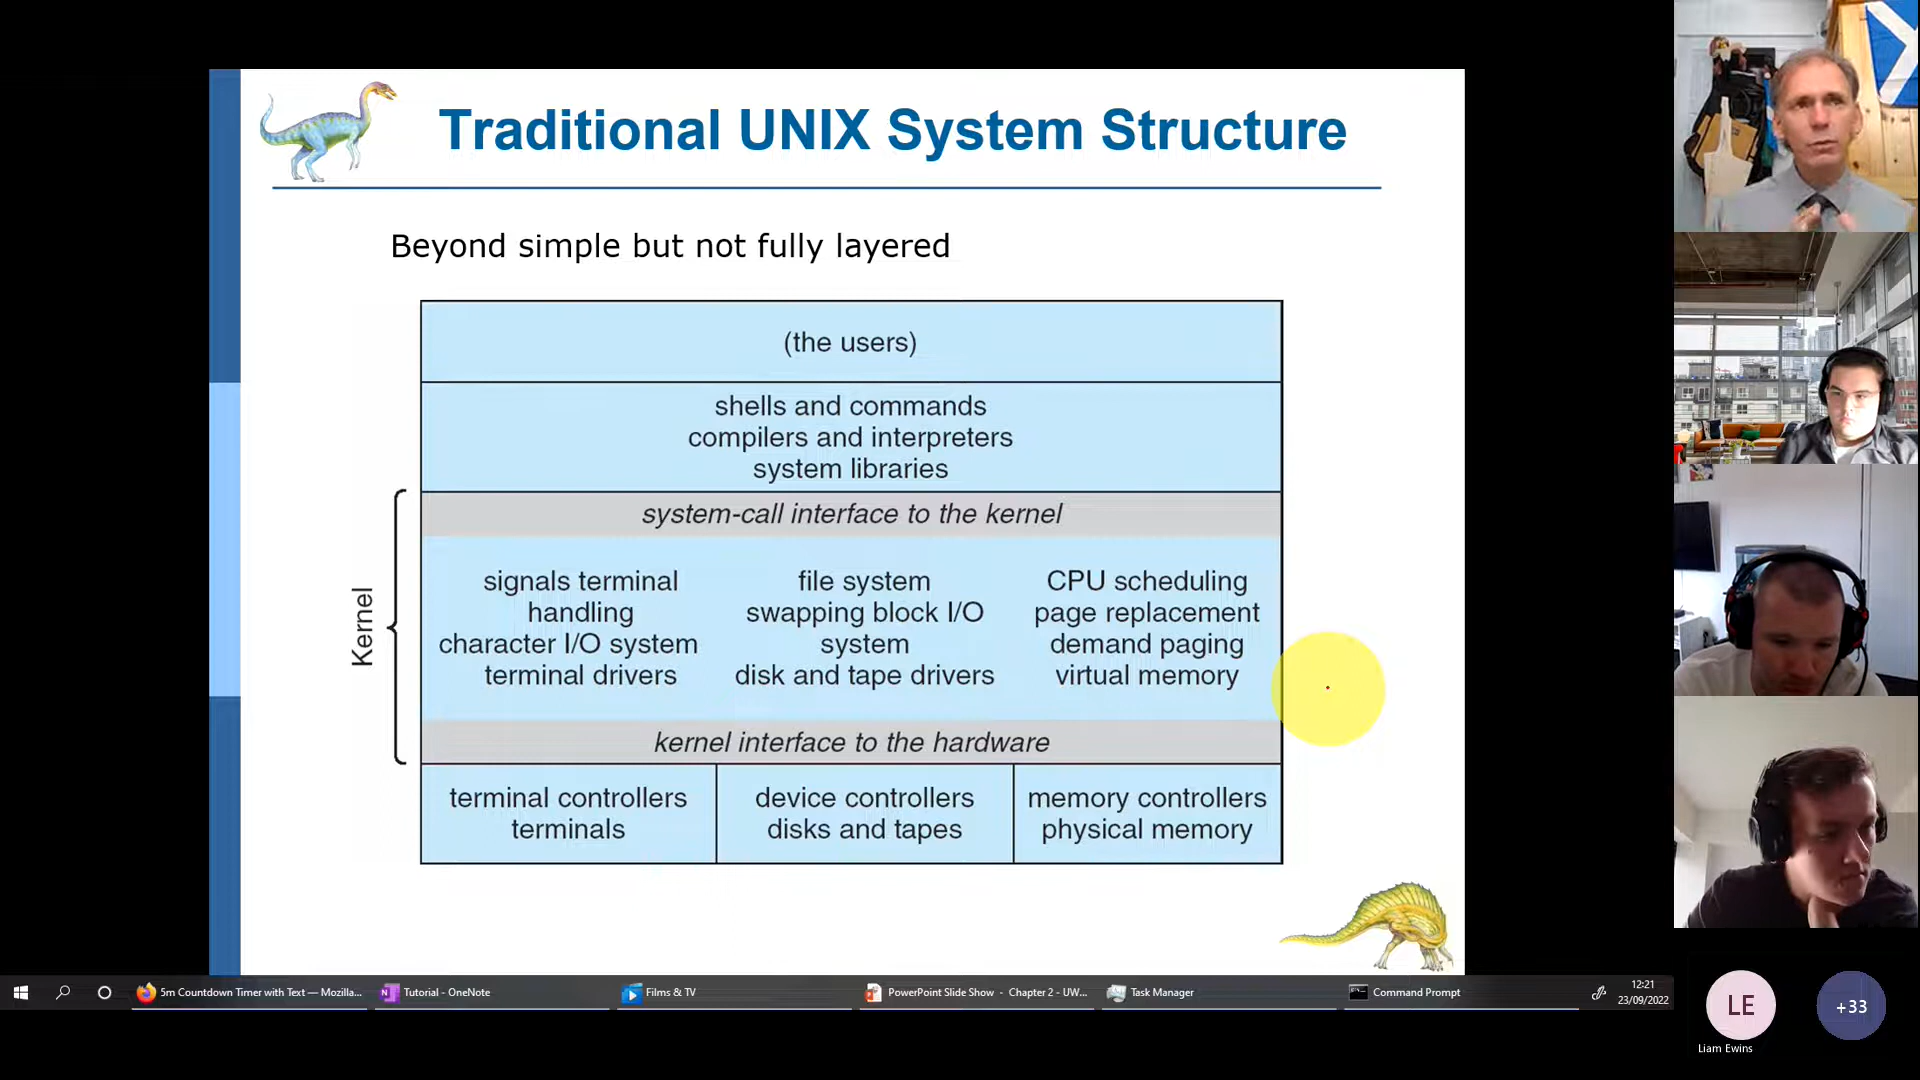 Traditional UNIX System Structure
Beyond simple but not fully layered
(the users)
shells and commands
compilers and interpreters
system libraries
Kernel
system-call interface to the kernel
signals terminal
handling
character I/O system
terminal drivers
file system
swapping block I/O
system
disk and tape drivers
CPU scheduling
page replacement
demand paging
virtual memory
kernel interface to the hardware
terminal controllers
terminals
device controllers
disks and tapes
memory controllers
physical memory
5m Countdown Timer with Text — Mozilla...
Tutorial - OneNote
Films & TV
PowerPoint Slide Show - Chapter 2 - UW...
Task Manager
Command Prompt
12:21
23/09/2022
LE
+33
Liam Ewins